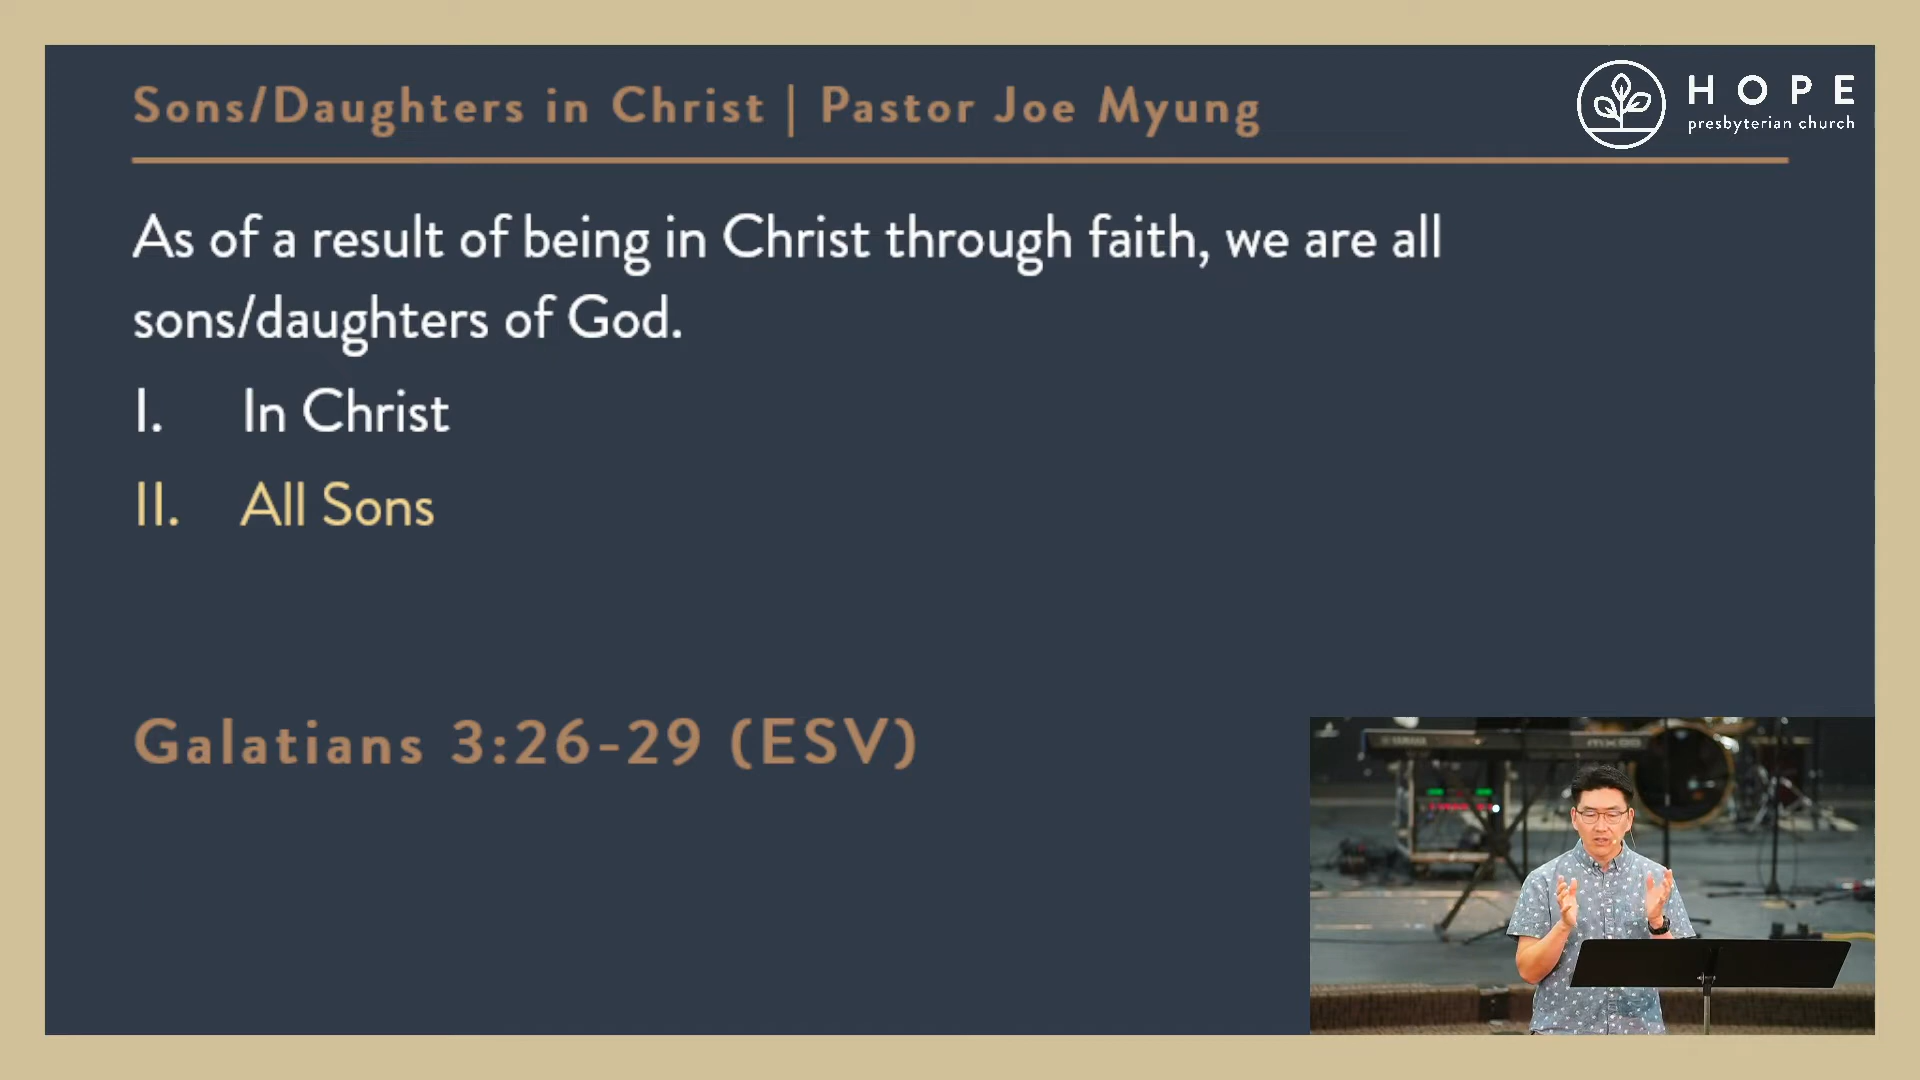 Sons/Daughters in Christ | Pastor Joe Myung
HOPE
presbyterian church
As of a result of being in Christ through faith, we are all
sons/daughters of God.
I. In Christ
II. All Sons
Galatians 3:26-29 (ESV)